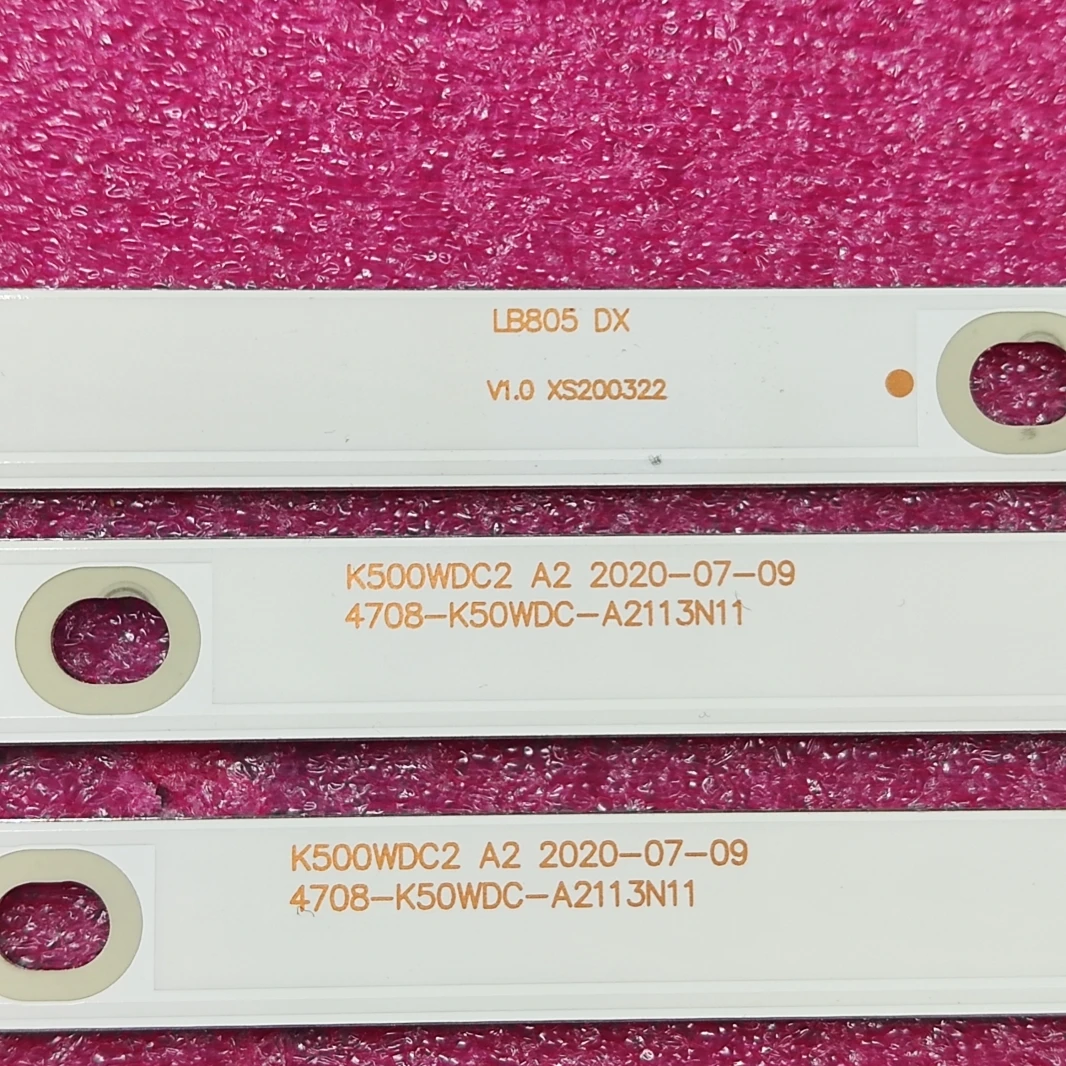 LB805 DX
V1.0 XS200322
K500WDC2 A2 2020-07-09
4708-K50WDC-A2113N11
K500WDC2 A2 2020-07-09
4708-K50WDC-A2113N11